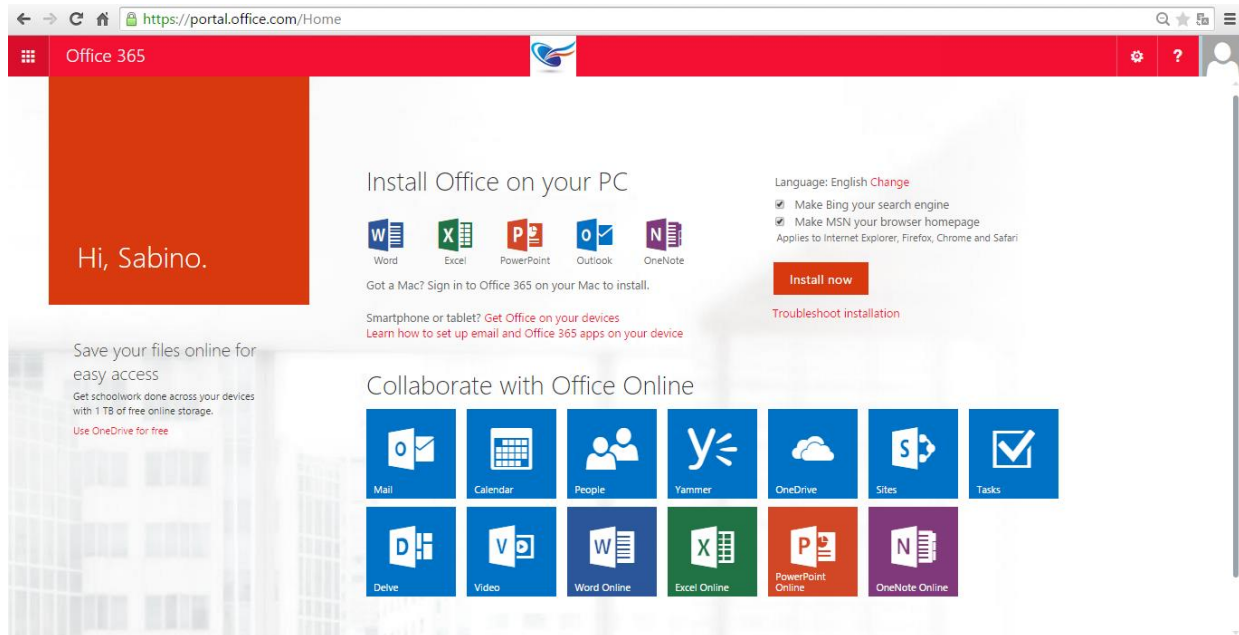 https://portal.office.com/Home
Office 365
?
Hi, Sabino.
Save your files online for
easy access
Get schoolwork done across your devices
with 1 TB of free online storage.
Use OneDrive for free
Install Office on your PC
Word Excel PowerPoint Outlook OneNote
Got a Mac? Sign in to Office 365 on your Mac to install.
Smartphone or tablet? Get Office on your devices
Learn how to set up email and Office 365 apps on your device
Language: English Change
Make Bing your search engine
Make MSN your browser homepage
Applies to Internet Explorer, Firefox, Chrome and Safari
Install now
Troubleshoot installation
Collaborate with Office Online
Mail Calendar People Yammer OneDrive Sites Tasks
Delve Video Word Online Excel Online PowerPoint
Online OneNote Online